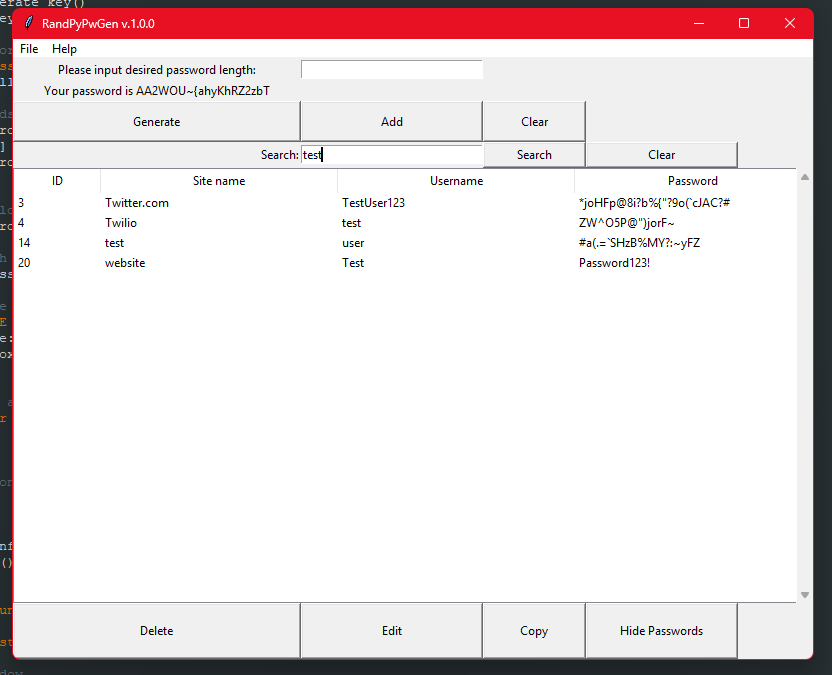 RandPyPwGen v.1.0.0
File Help
Please input desired password length:
Your password is AA2WOU~{ahyKhRZ2zbT
Generate Add Clear
Search: test Search Clear
ID Site name Username Password
3 Twitter.com TestUser123 *joHFp@8i?b%{"?9o(`cJAC?#
4 Twilio test ZW^O5P@")jorF~
14 test user #a(.=`SHzB%MY?:~yFZ
20 website Test Password123!
Delete Edit Copy Hide Passwords